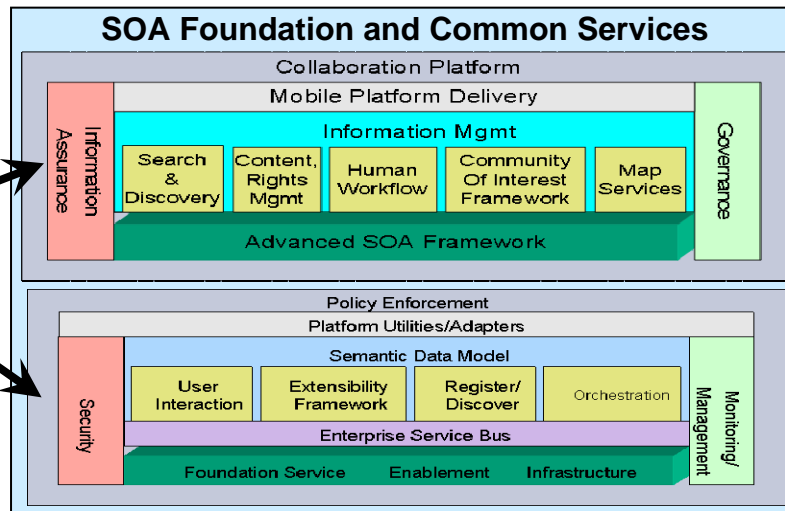 SOA Foundation and Common Services
Collaboration Platform
Mobile Platform Delivery
Information Mgmt
Information
Assurance
Search
&
Discovery
Content,
Rights
Mgmt
Human
Workflow
Community
Of Interest
Framework
Map
Services
Governance
Advanced SOA Framework
Policy Enforcement
Platform Utilities/Adapters
Semantic Data Model
Security
User
Interaction
Extensibility
Framework
Register/
Discover
Orchestration
Monitoring/
Management
Enterprise Service Bus
Foundation Service Enablement Infrastructure